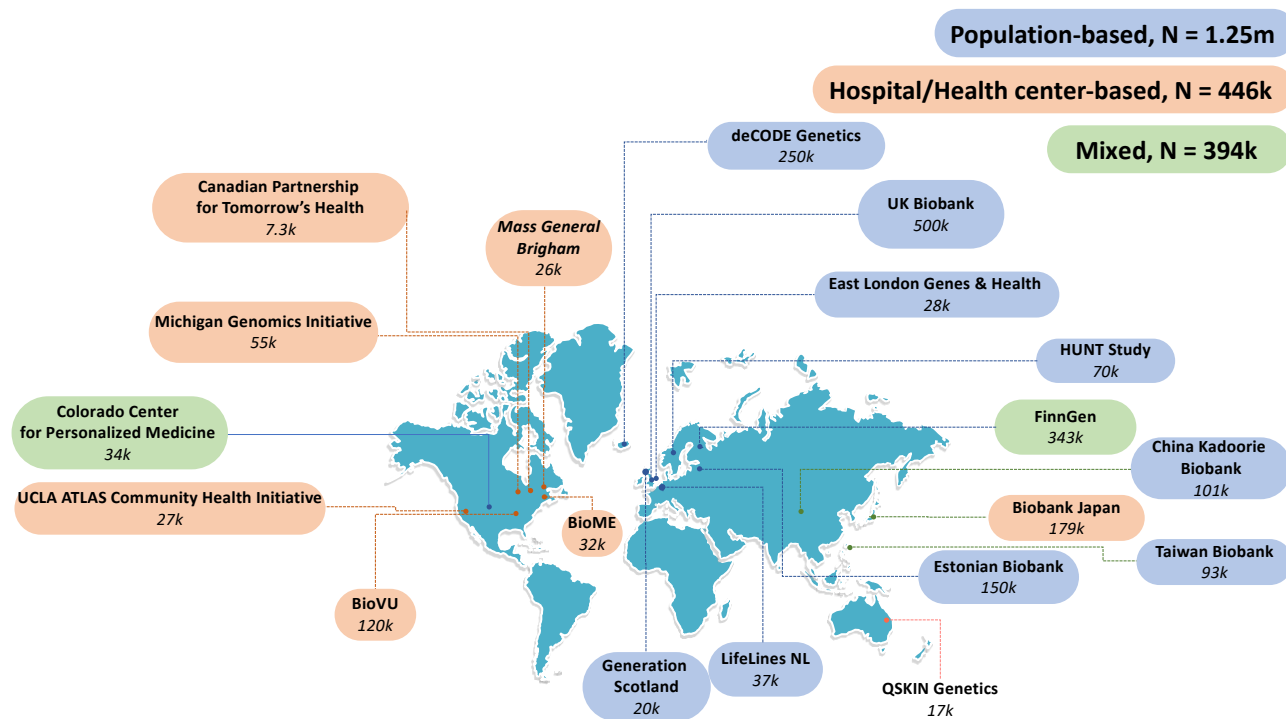 Population-based, N = 1.25m
Hospital/Health center-based, N = 446k
Mixed, N = 394k
deCODE Genetics
250k
Canadian Partnership
for Tomorrow's Health
7.3k
Mass General
Brigham
26k
UK Biobank
500k
East London Genes & Health
28k
Michigan Genomics Initiative
55k
HUNT Study
70k
Colorado Center
for Personalized Medicine
34k
FinnGen
343k
China Kadoorie
Biobank
101k
UCLA ATLAS Community Health Initiative
27k
BioME
32k
Biobank Japan
179k
Taiwan Biobank
93k
Estonian Biobank
150k
BioVU
120k
Generation
Scotland
20k
LifeLines NL
37k
QSKIN Genetics
17k